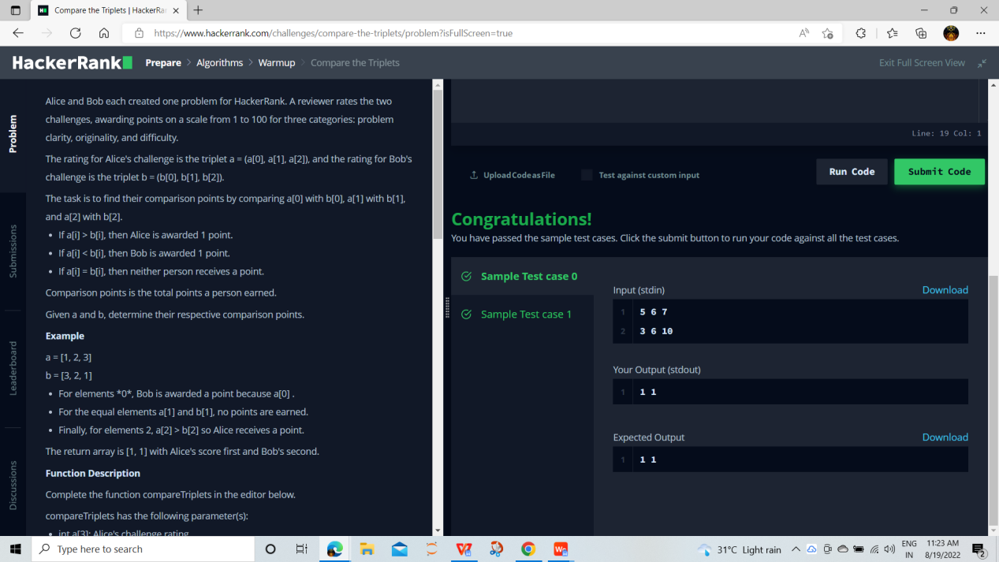 Compare the Triplets | HackerRa
https://www.hackerrank.com/challenges/compare-the-triplets/problem?isFullScreen=true
HackerRank
Prepare > Algorithms > Warmup > Compare the Triplets
Exit Full Screen View
Problem
Submissions
Leaderboard
Discussions
Alice and Bob each created one problem for HackerRank. A reviewer rates the two
challenges, awarding points on a scale from 1 to 100 for three categories: problem
clarity, originality, and difficulty.
The rating for Alice's challenge is the triplet a = (a[0], a[1], a[2]), and the rating for Bob's
challenge is the triplet b = (b[0], b[1], b[2]).
The task is to find their comparison points by comparing a[0] with b[0], a[1] with b[1],
and a[2] with b[2].
• If a[i] > b[i], then Alice is awarded 1 point.
• If a[i] < b[i], then Bob is awarded 1 point.
• If a[i] = b[i], then neither person receives a point.
Comparison points is the total points a person earned.
Given a and b, determine their respective comparison points.
Example
a = [1, 2, 3]
b = [3, 2, 1]
• For elements *0*, Bob is awarded a point because a[0] .
• For the equal elements a[1] and b[1], no points are earned.
• Finally, for elements 2, a[2] > b[2] so Alice receives a point.
The return array is [1, 1] with Alice's score first and Bob's second.
Function Description
Complete the function compareTriplets in the editor below.
compareTriplets has the following parameter(s):
• int a[3]: Alice's challenge rating
Line: 19 Col: 1
Upload Code as File
Test against custom input
Run Code
Submit Code
Congratulations!
You have passed the sample test cases. Click the submit button to run your code against all the test cases.
Sample Test case 0
Sample Test case 1
Input (stdin)
Download
1 5 6 7
2 3 6 10
Your Output (stdout)
1 1 1
Expected Output
Download
1 1 1
Type here to search
31°C Light rain
ENG
IN
11:23 AM
8/19/2022
2